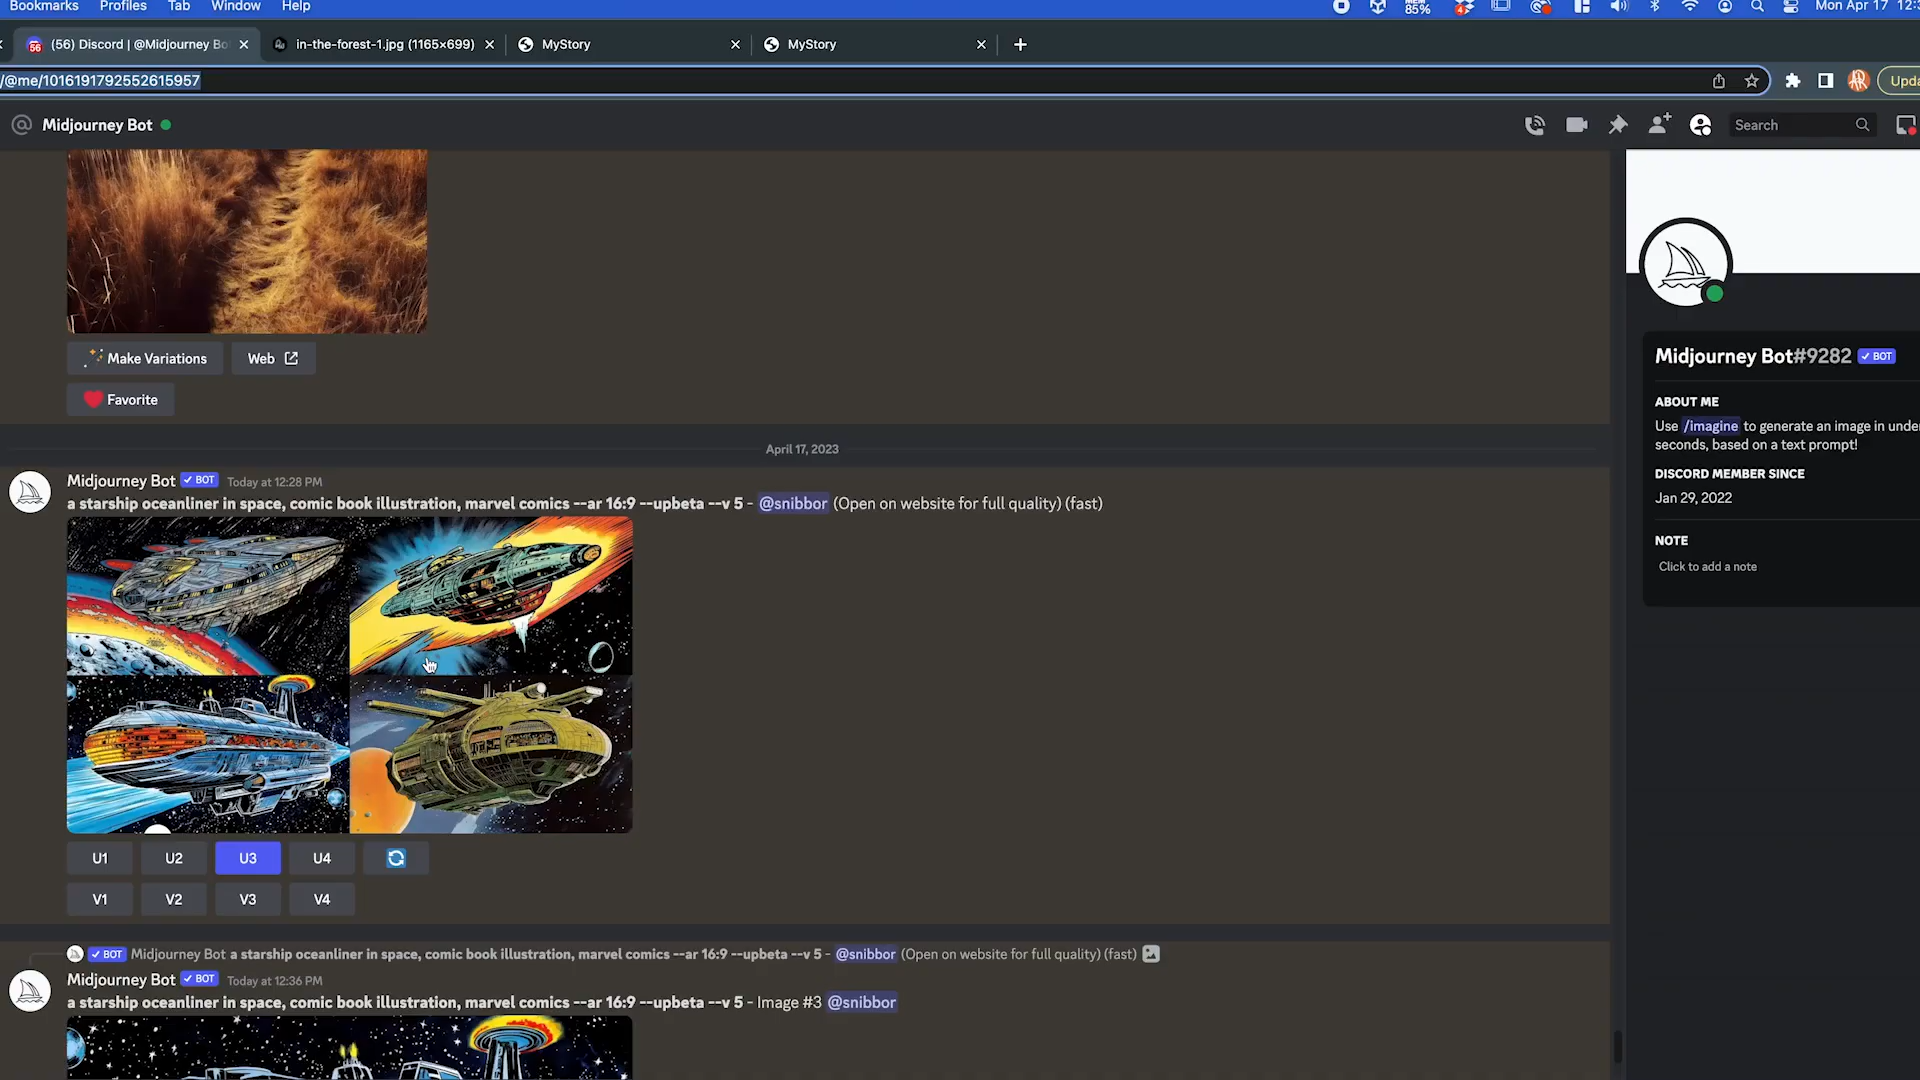 Bookmarks Profiles Tab Window Help 85% 4 Mon Apr 17
56 (56) Discord | @Midjourney Bo in-the-forest-1.jpg (1165×699) MyStory MyStory
/@me/1016191792552615957
Midjourney Bot Search
Make Variations Web
Favorite
April 17, 2023
Midjourney Bot BOT Today at 12:28 PM
a starship oceanliner in space, comic book illustration, marvel comics --ar 16:9 --upbeta --v 5 - @snibbor (Open on website for full quality) (fast)
U1 U2 U3 U4
V1 V2 V3 V4
BOT Midjourney Bot a starship oceanliner in space, comic book illustration, marvel comics --ar 16:9 --upbeta --v 5 - @snibbor (Open on website for full quality) (fast)
Midjourney Bot BOT Today at 12:36 PM
a starship oceanliner in space, comic book illustration, marvel comics --ar 16:9 --upbeta --v 5 - Image #3 @snibbor
Midjourney Bot#9282 BOT
ABOUT ME
Use /imagine to generate an image in under
seconds, based on a text prompt!
DISCORD MEMBER SINCE
Jan 29, 2022
NOTE
Click to add a note